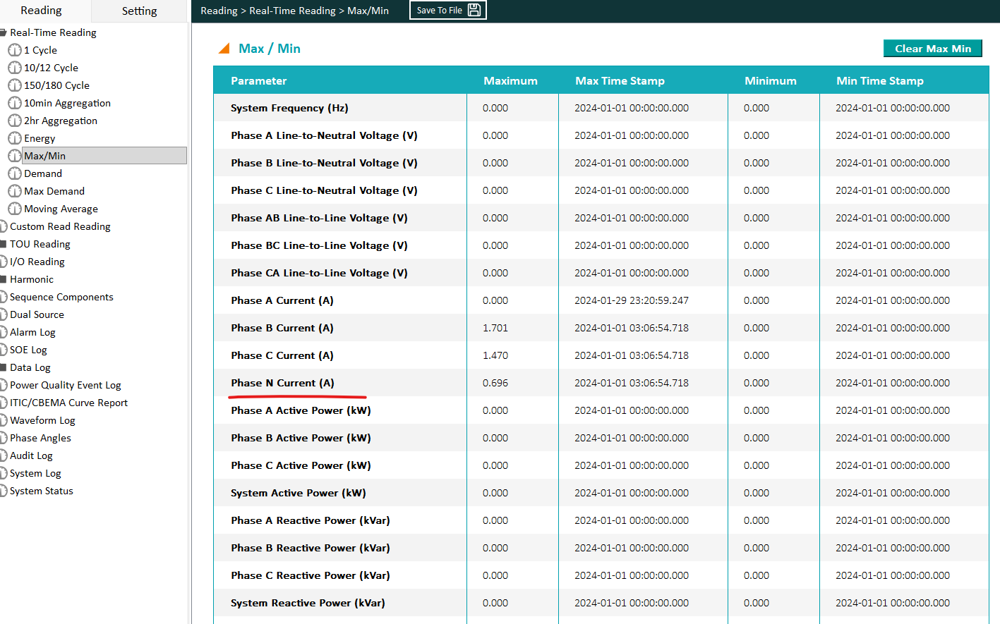 Reading Setting
Reading > Real-Time Reading > Max/Min Save To File
Real-Time Reading
1 Cycle
10/12 Cycle
150/180 Cycle
10min Aggregation
2hr Aggregation
Energy
Max/Min
Demand
Max Demand
Moving Average
Custom Read Reading
TOU Reading
I/O Reading
Harmonic
Sequence Components
Dual Source
Alarm Log
SOE Log
Data Log
Power Quality Event Log
ITIC/CBEMA Curve Report
Waveform Log
Phase Angles
Audit Log
System Log
System Status
Max / Min Clear Max Min
Parameter Maximum Max Time Stamp Minimum Min Time Stamp
System Frequency (Hz) 0.000 2024-01-01 00:00:00.000 0.000 2024-01-01 00:00:00.000
Phase A Line-to-Neutral Voltage (V) 0.000 2024-01-01 00:00:00.000 0.000 2024-01-01 00:00:00.000
Phase B Line-to-Neutral Voltage (V) 0.000 2024-01-01 00:00:00.000 0.000 2024-01-01 00:00:00.000
Phase C Line-to-Neutral Voltage (V) 0.000 2024-01-01 00:00:00.000 0.000 2024-01-01 00:00:00.000
Phase AB Line-to-Line Voltage (V) 0.000 2024-01-01 00:00:00.000 0.000 2024-01-01 00:00:00.000
Phase BC Line-to-Line Voltage (V) 0.000 2024-01-01 00:00:00.000 0.000 2024-01-01 00:00:00.000
Phase CA Line-to-Line Voltage (V) 0.000 2024-01-01 00:00:00.000 0.000 2024-01-01 00:00:00.000
Phase A Current (A) 0.000 2024-01-29 23:20:59.247 0.000 2024-01-01 00:00:00.000
Phase B Current (A) 1.701 2024-01-01 03:06:54.718 0.000 2024-01-01 00:00:00.000
Phase C Current (A) 1.470 2024-01-01 03:06:54.718 0.000 2024-01-01 00:00:00.000
Phase N Current (A) 0.696 2024-01-01 03:06:54.718 0.000 2024-01-01 00:00:00.000
Phase A Active Power (kW) 0.000 2024-01-01 00:00:00.000 0.000 2024-01-01 00:00:00.000
Phase B Active Power (kW) 0.000 2024-01-01 00:00:00.000 0.000 2024-01-01 00:00:00.000
Phase C Active Power (kW) 0.000 2024-01-01 00:00:00.000 0.000 2024-01-01 00:00:00.000
System Active Power (kW) 0.000 2024-01-01 00:00:00.000 0.000 2024-01-01 00:00:00.000
Phase A Reactive Power (kVar) 0.000 2024-01-01 00:00:00.000 0.000 2024-01-01 00:00:00.000
Phase B Reactive Power (kVar) 0.000 2024-01-01 00:00:00.000 0.000 2024-01-01 00:00:00.000
Phase C Reactive Power (kVar) 0.000 2024-01-01 00:00:00.000 0.000 2024-01-01 00:00:00.000
System Reactive Power (kVar) 0.000 2024-01-01 00:00:00.000 0.000 2024-01-01 00:00:00.000